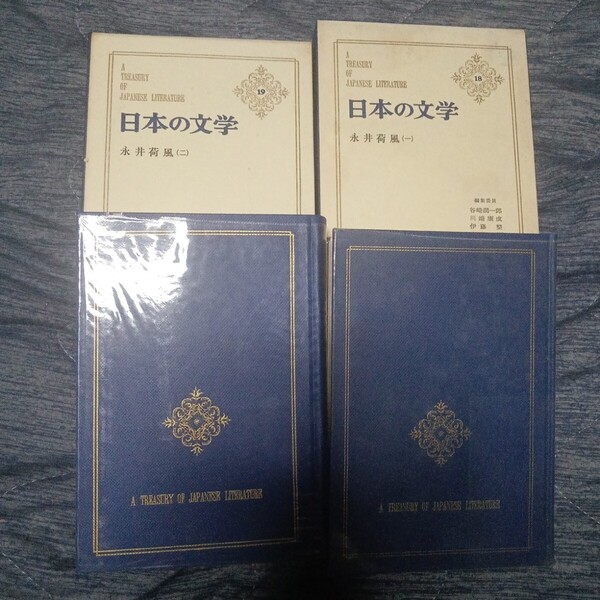 A
TREASURY
OF
JAPANESE LITERATURE
19
日本の文学
永井荷風(二)
A
TREASURY
OF
JAPANESE LITERATURE
18
日本の文学
永井荷風(一)
編集委員
谷崎潤一郎
川端康成
伊藤整
A TREASURY OF JAPANESE LITERATURE
A TREASURY OF JAPANESE LITERATURE